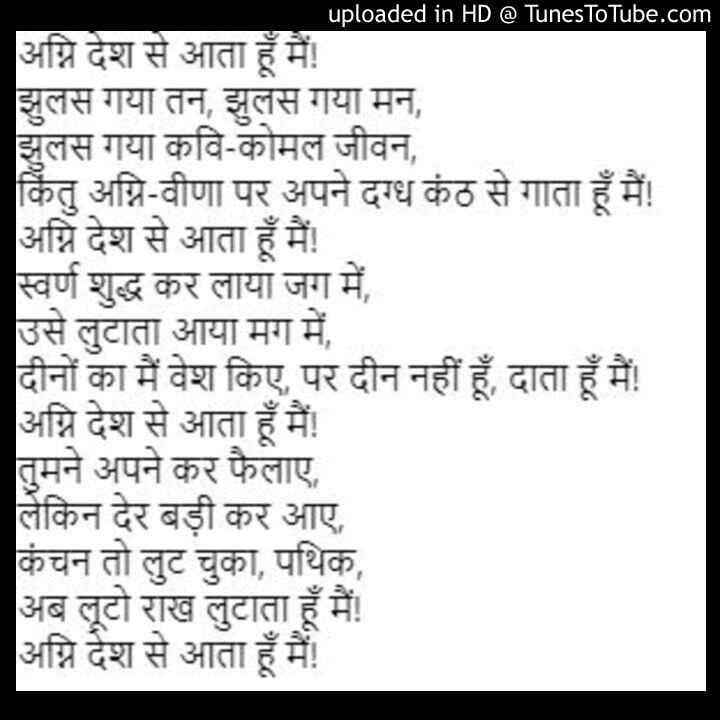 uploaded in HD @ TunesToTube.com
अग्नि देश से आता हूँ मैं!
झुलस गया तन, झुलस गया मन,
झुलस गया कवि-कोमल जीवन,
किंतु अग्नि-वीणा पर अपने दग्ध कंठ से गाता हूँ मैं!
अग्नि देश से आता हूँ मैं!
स्वर्ण शुद्ध कर लाया जग में,
उसे लुटाता आया मग में,
दीनों का मैं वेश किए, पर दीन नहीं हूँ, दाता हूँ मैं!
अग्नि देश से आता हूँ मैं!
तुमने अपने कर फैलाए,
लेकिन देर बड़ी कर आए,
कंचन तो लुट चुका, पथिक,
अब लूटो राख लुटाता हूँ मैं!
अग्नि देश से आता हूँ मैं!